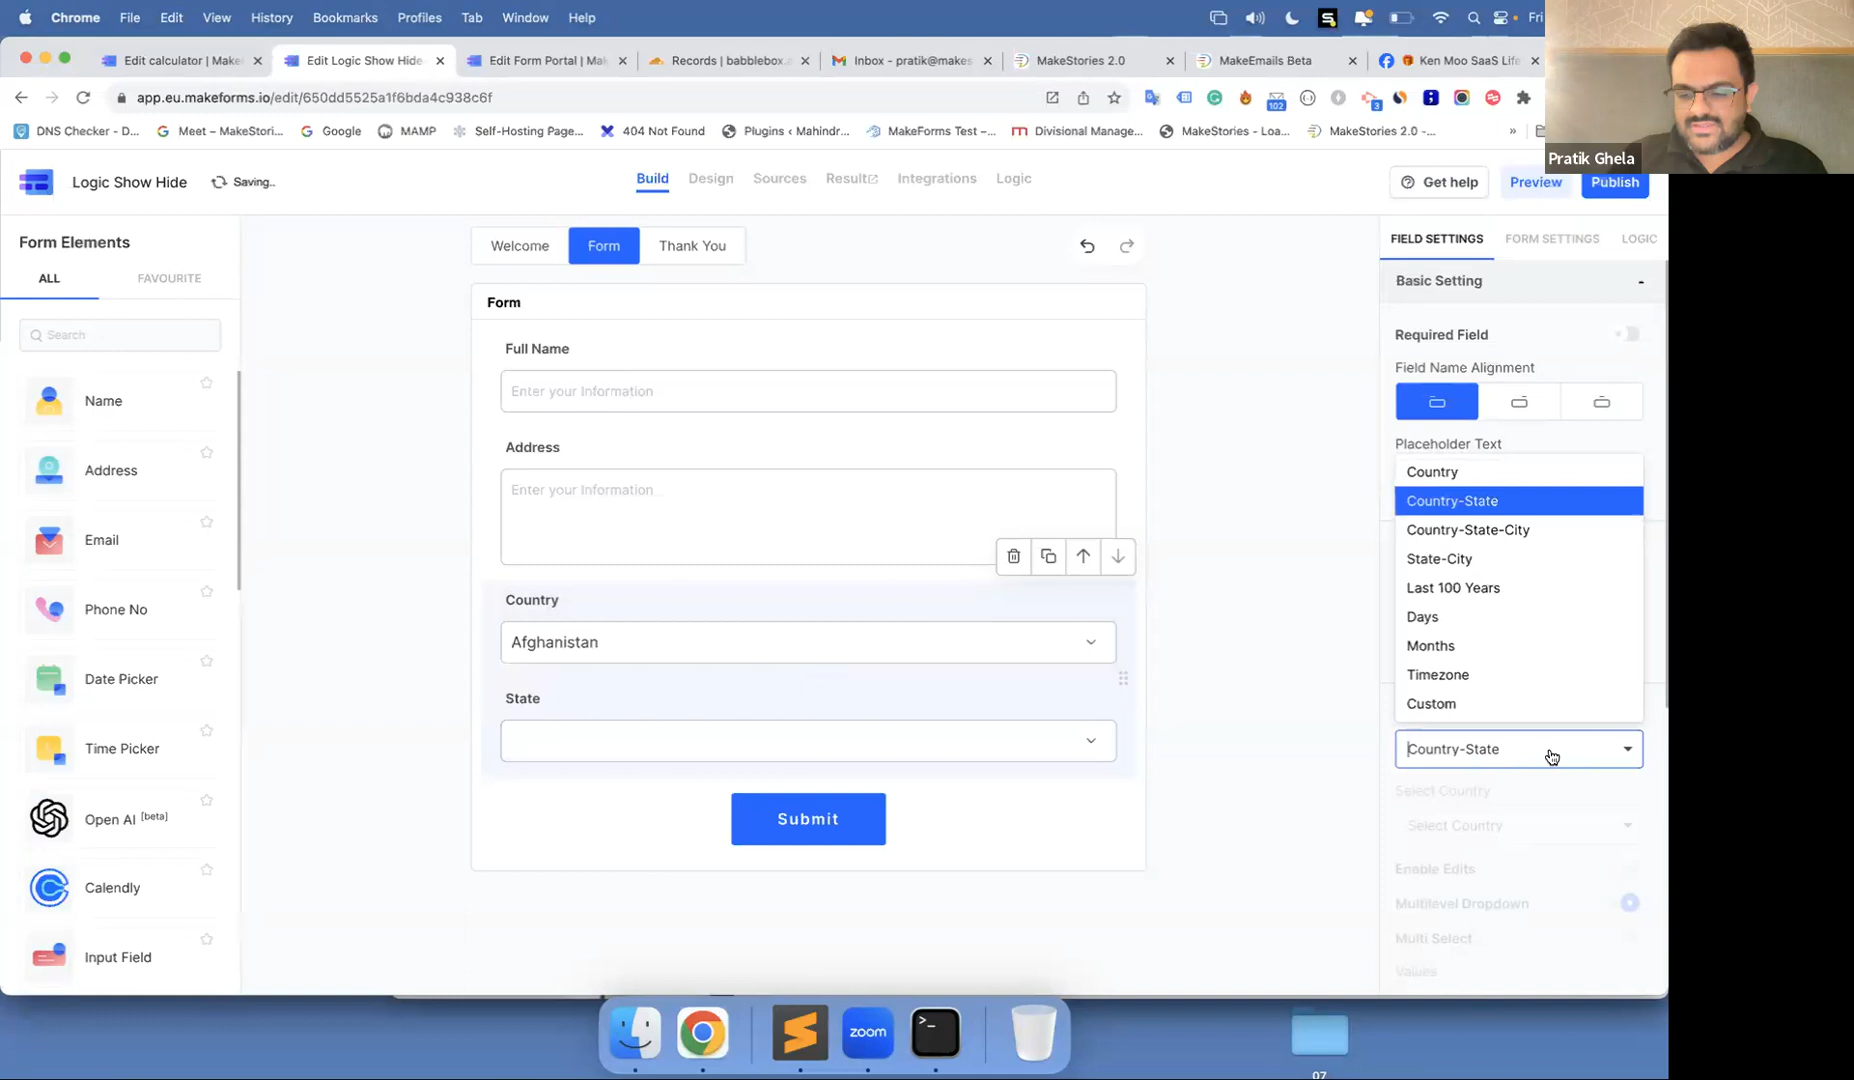 Chrome File Edit View History Bookmarks Profiles Tab Window Help Fri
Edit calculator | Make
Edit Logic Show Hide
Edit Form Portal | Ma
Records | babblebox.
Inbox - pratik@makes
MakeStories 2.0
MakeEmails Beta
Ken Moo SaaS Life
app.eu.makeforms.io/edit/650dd5525a1f6bda4c938c6f
102
3
DNS Checker - D...
Meet – MakeStori...
Google
MAMP
Self-Hosting Page...
404 Not Found
Plugins ‹ Mahindr...
MakeForms Test –...
Divisional Manage...
MakeStories - Loa...
MakeStories 2.0 -...
»
Pratik Ghela
Logic Show Hide
Saving..
Build Design Sources Result Integrations Logic
Get help
Preview
Publish
Form Elements
ALL
FAVOURITE
Search
Name
Address
Email
Phone No
Date Picker
Time Picker
Open AI [beta]
Calendly
Input Field
Welcome Form Thank You
Form
Full Name
Enter your Information
Address
Enter your Information
Country
Afghanistan
State
Submit
FIELD SETTINGS FORM SETTINGS LOGIC
Basic Setting -
Required Field
Field Name Alignment
Placeholder Text
Country
Country-State
Country-State-City
State-City
Last 100 Years
Days
Months
Timezone
Custom
Country-State
Select Country
Select Country
Enable Edits
Multilevel Dropdown
Multi Select
Values
zoom
>_
07